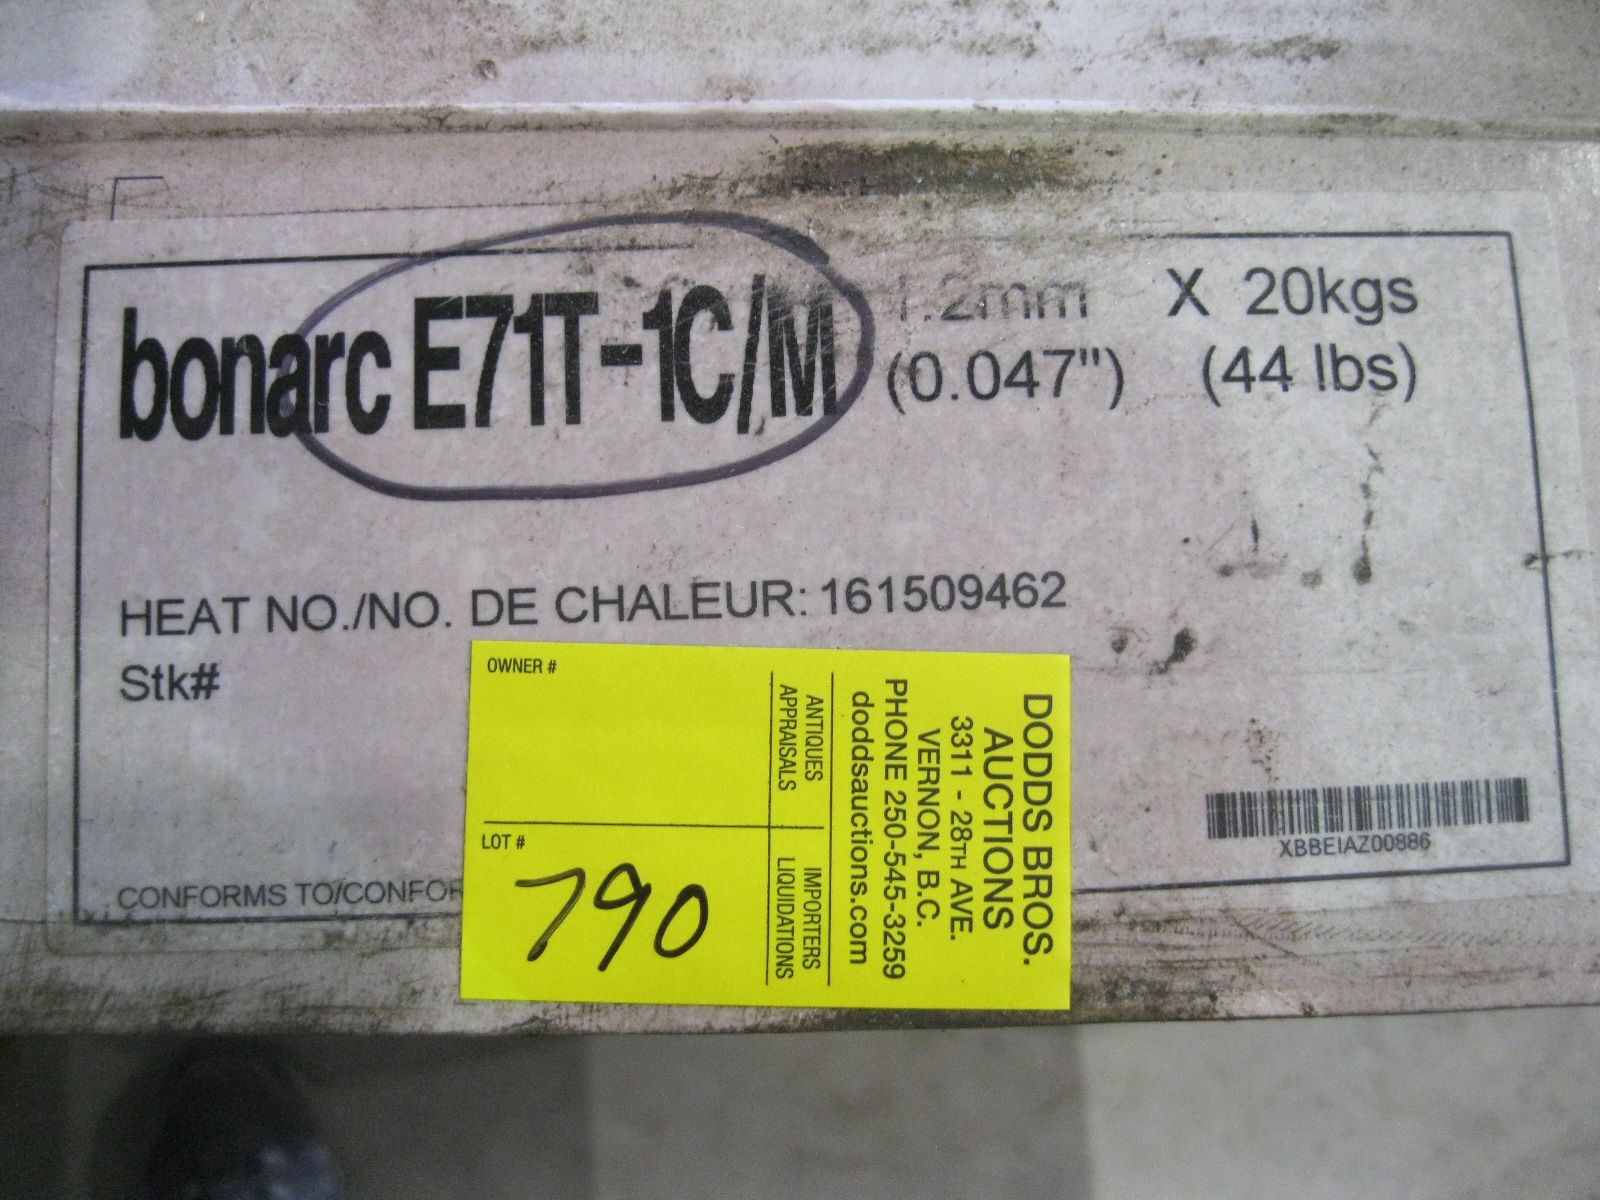 bonarc E71T-1C/M 1.2mm X 20kgs
(0.047") (44 lbs)
HEAT NO./NO. DE CHALEUR: 161509462
Stk#
XBBEIAZ00886
CONFORMS TO/CONFOR
OWNER #
LOT #
790
DODDS BROS.
AUCTIONS
3311 - 28TH AVE.
VERNON, B.C.
PHONE 250-545-3259
doddsauctions.com
ANTIQUES
APPRAISALS
IMPORTERS
LIQUIDATIONS